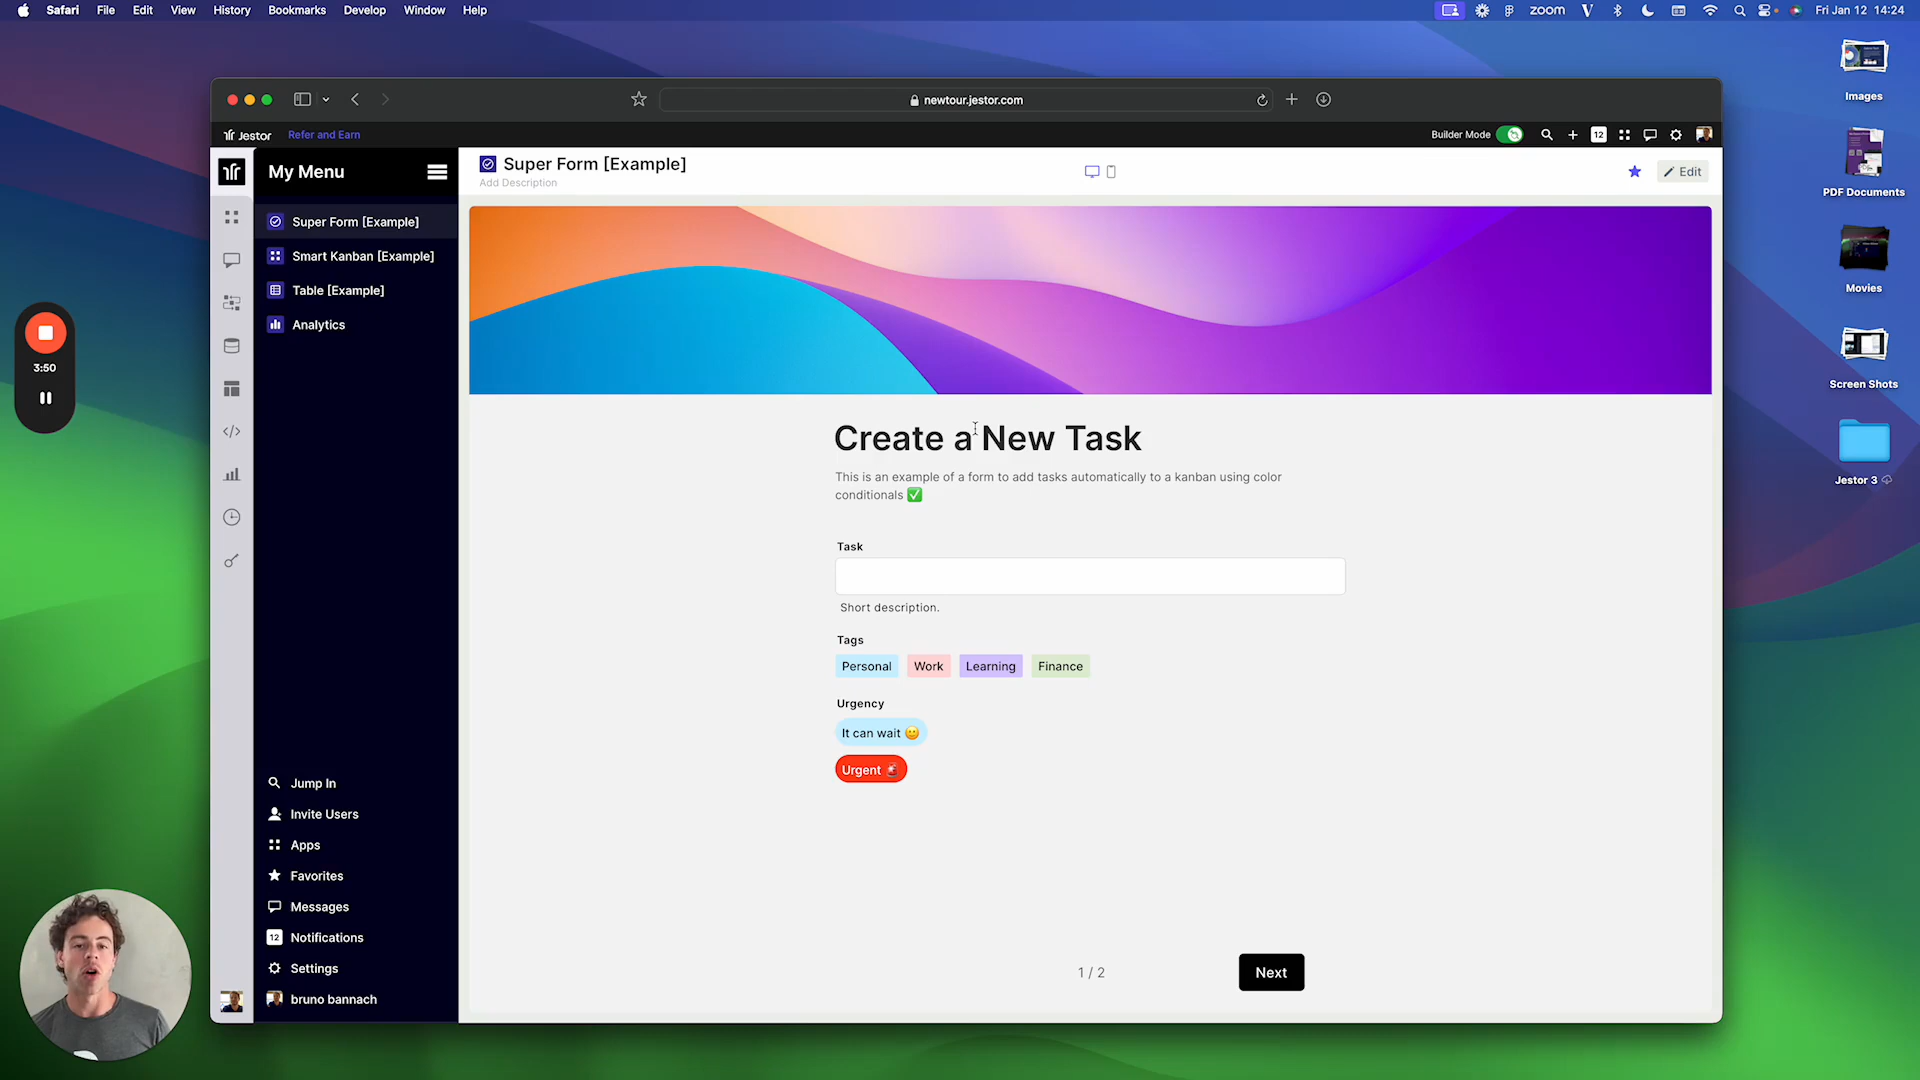 Safari File Edit View History Bookmarks Develop Window Help
zoom Fri Jan 12 14:24
newtour.jestor.com
Jestor Refer and Earn
Builder Mode 12
My Menu
Super Form [Example]
Smart Kanban [Example]
Table [Example]
Analytics
Jump In
Invite Users
Apps
Favorites
Messages
12 Notifications
Settings
bruno bannach
Super Form [Example]
Add Description
Edit
Create a New Task
This is an example of a form to add tasks automatically to a kanban using color
conditionals ✅
Task
Short description.
Tags
Personal Work Learning Finance
Urgency
It can wait 🙂
Urgent 🚨
1 / 2
Next
3:50
Images
PDF Documents
Movies
Screen Shots
Jestor 3